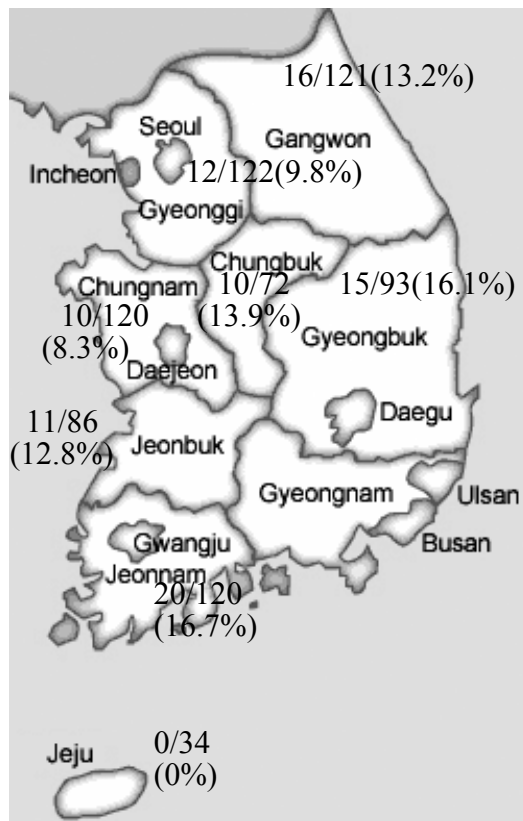 16/121(13.2%)
Seoul
Gangwon
Incheon
12/122(9.8%)
Gyeonggi
Chungbuk
Chungnam
10/72
(13.9%)
15/93(16.1%)
10/120
(8.3%)
Gyeongbuk
Daejeon
Daegu
11/86
(12.8%)
Jeonbuk
Gyeongnam
Ulsan
Gwangju
Busan
Jeonnam
20/120
(16.7%)
Jeju
0/34
(0%)